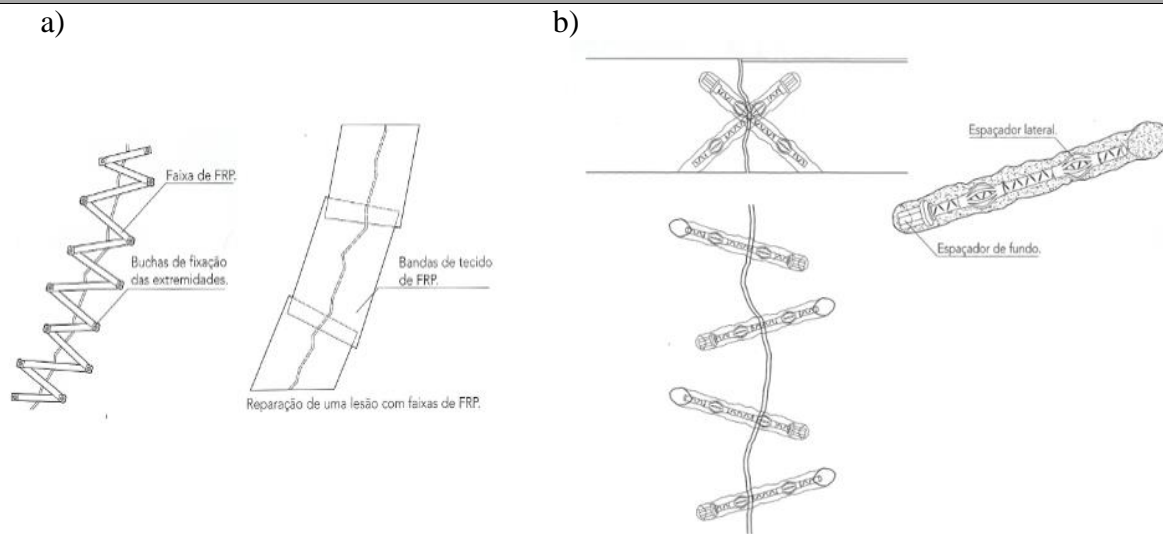 a)
b)
Faixa de FRP.
Buchas de fixação
das extremidades.
Bandas de tecido
de FRP.
Reparação de uma lesão com faixas de FRP.
Espaçador lateral.
Espaçador de fundo.